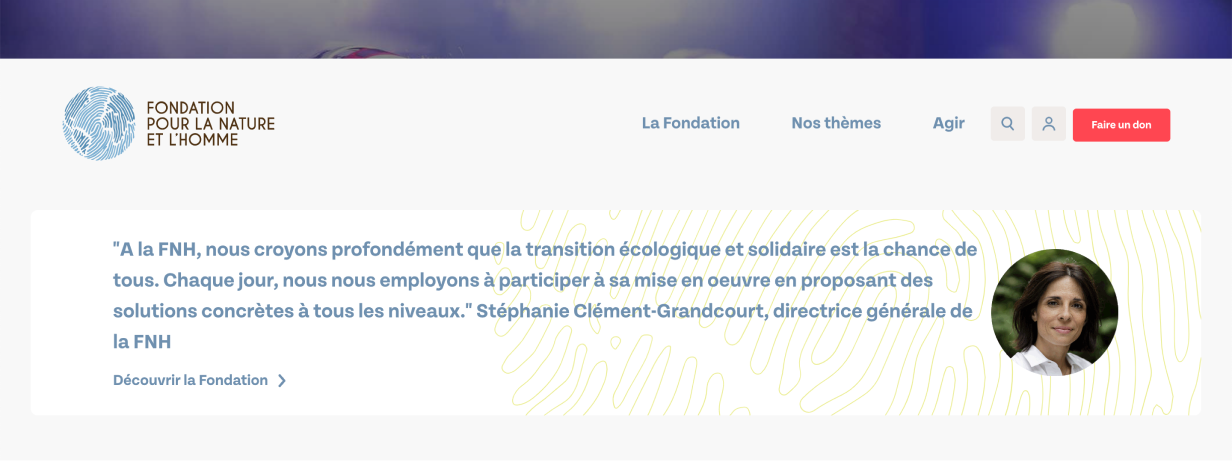 FONDATION
POUR LA NATURE
ET L'HOMME
La Fondation
Nos thèmes
Agir
Faire un don
"A la FNH, nous croyons profondément que la transition écologique et solidaire est la chance de
tous. Chaque jour, nous nous employons à participer à sa mise en oeuvre en proposant des
solutions concrètes à tous les niveaux." Stéphanie Clément-Grandcourt, directrice générale de
la FNH
Découvrir la Fondation